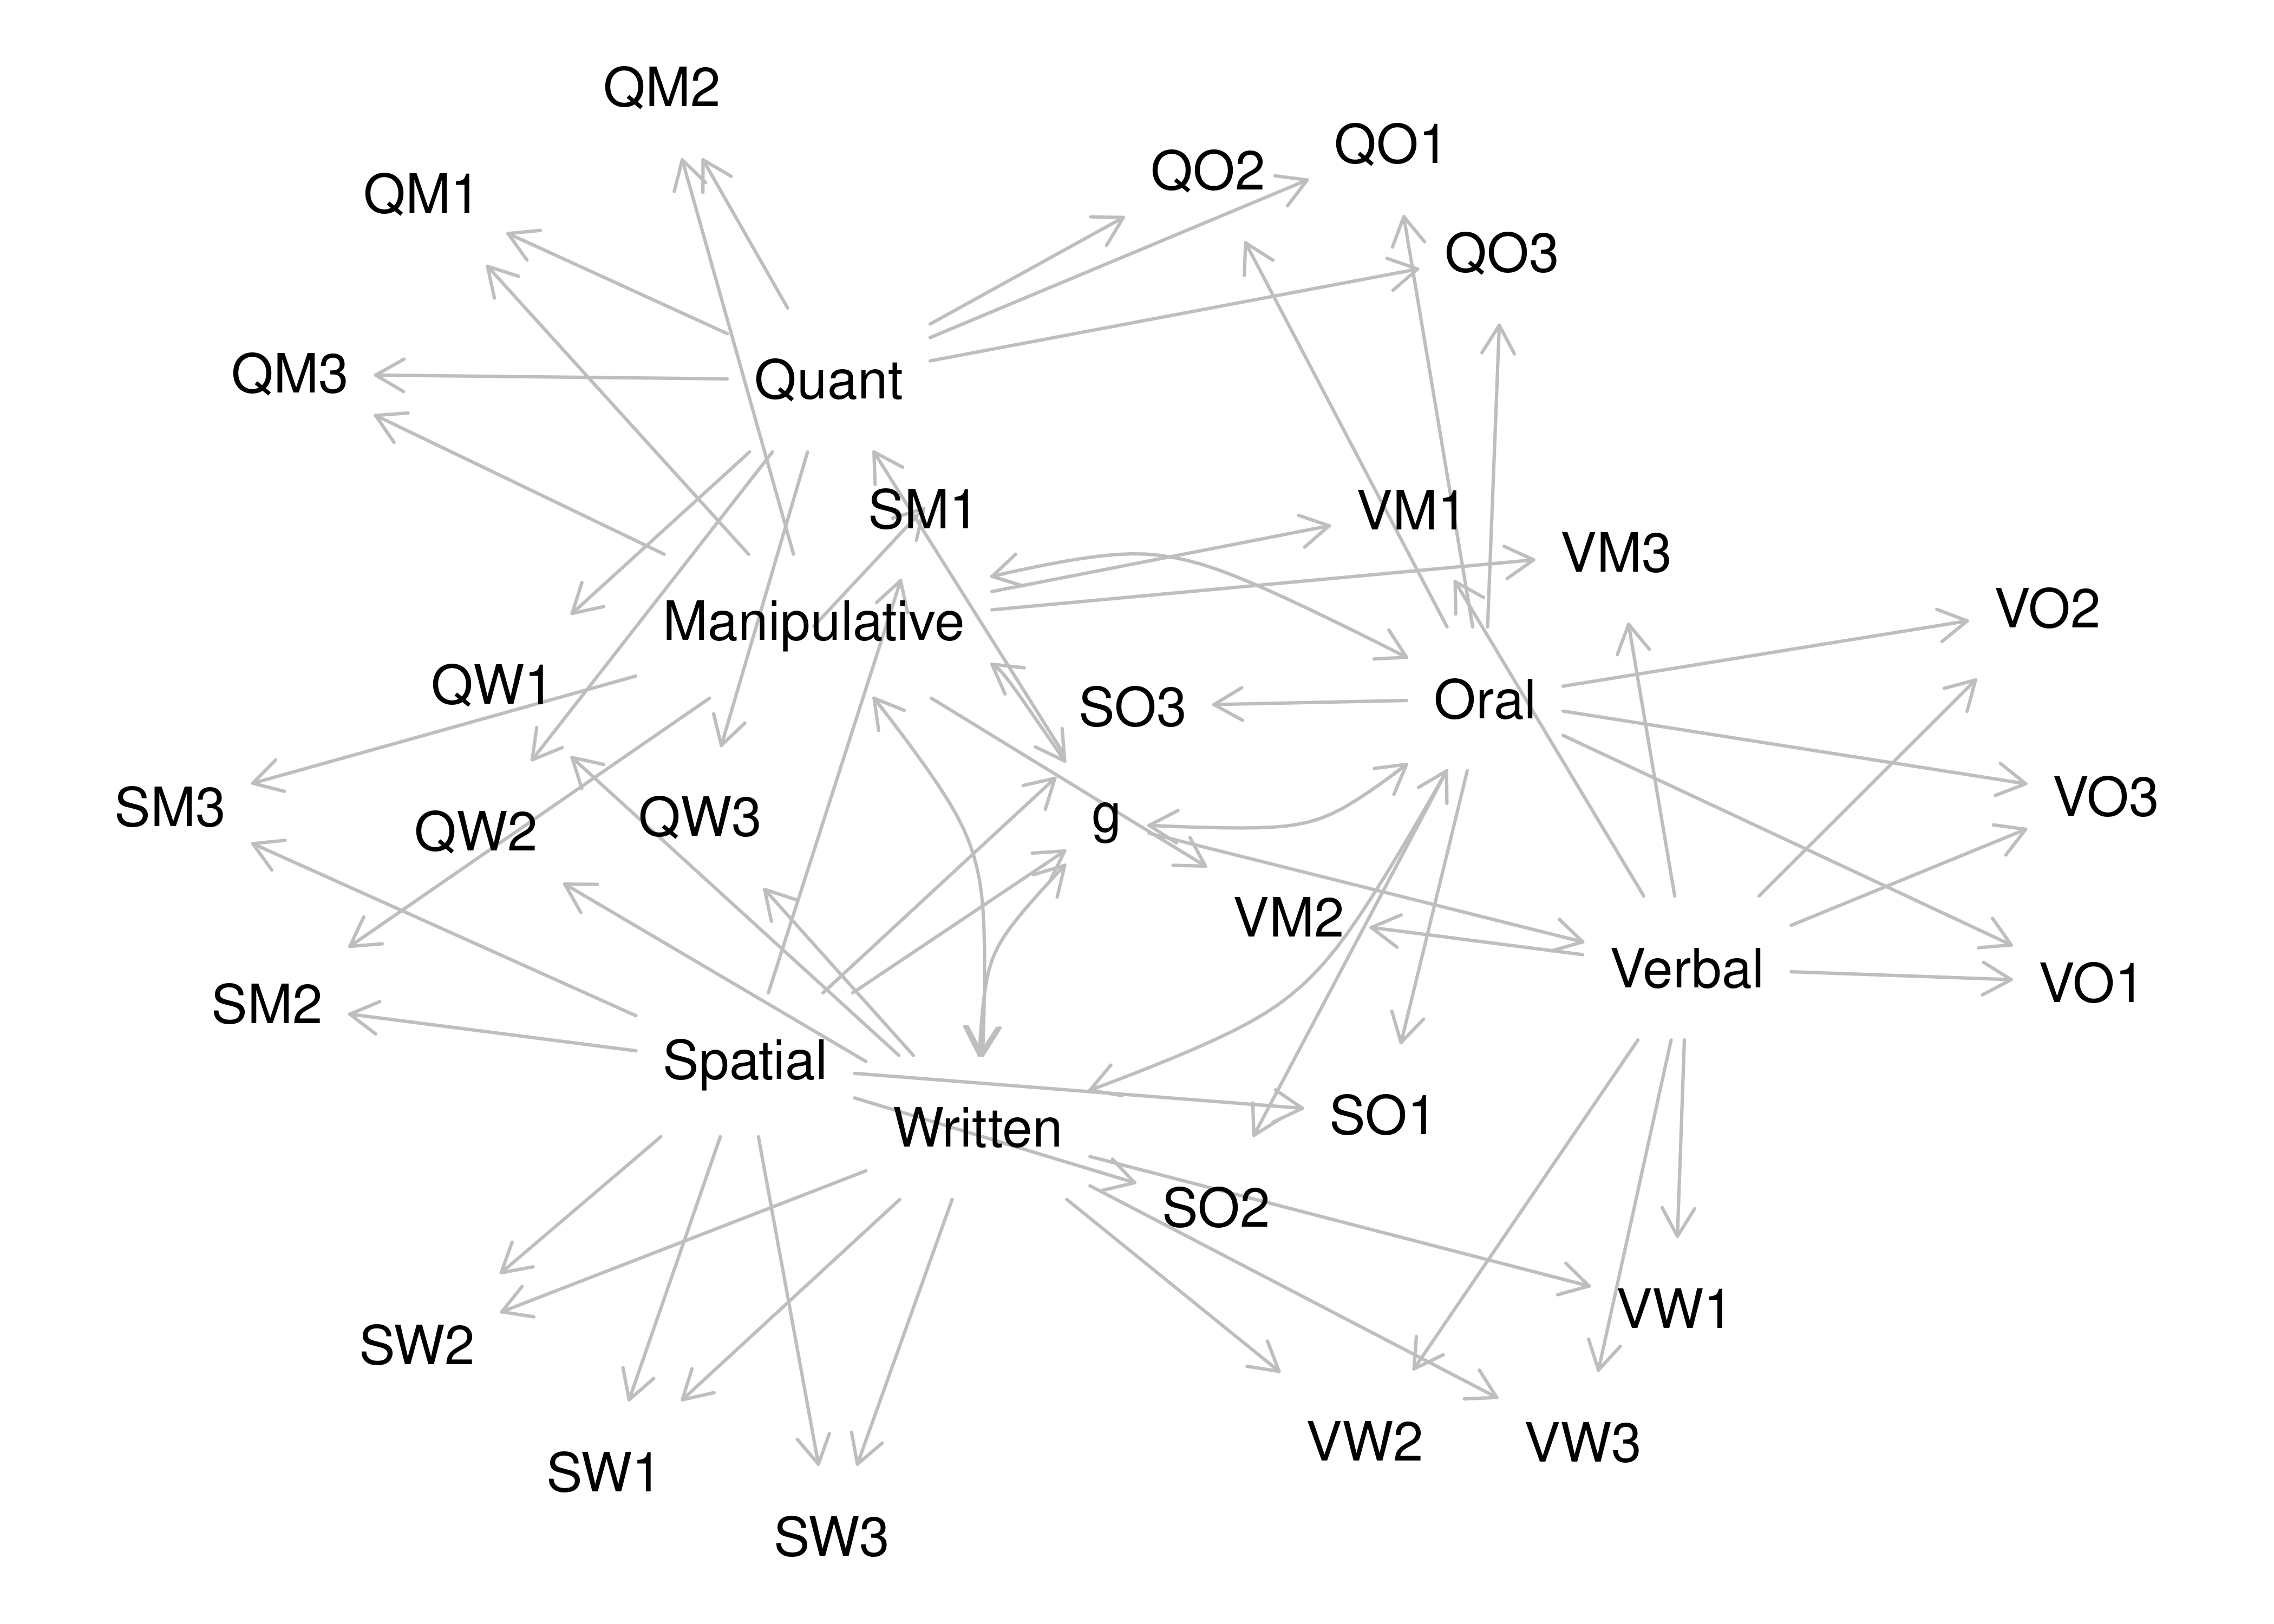 QM2
QO1
QO2
QM1
QO3
QM3
Quant
SM1
VM1
VM3
VO2
Manipulative
QW1
Oral
SO3
VO3
SM3
QW3
g
QW2
VM2
Verbal
VO1
SM2
Spatial
SO1
Written
SO2
VW1
SW2
VW2
VW3
SW1
SW3